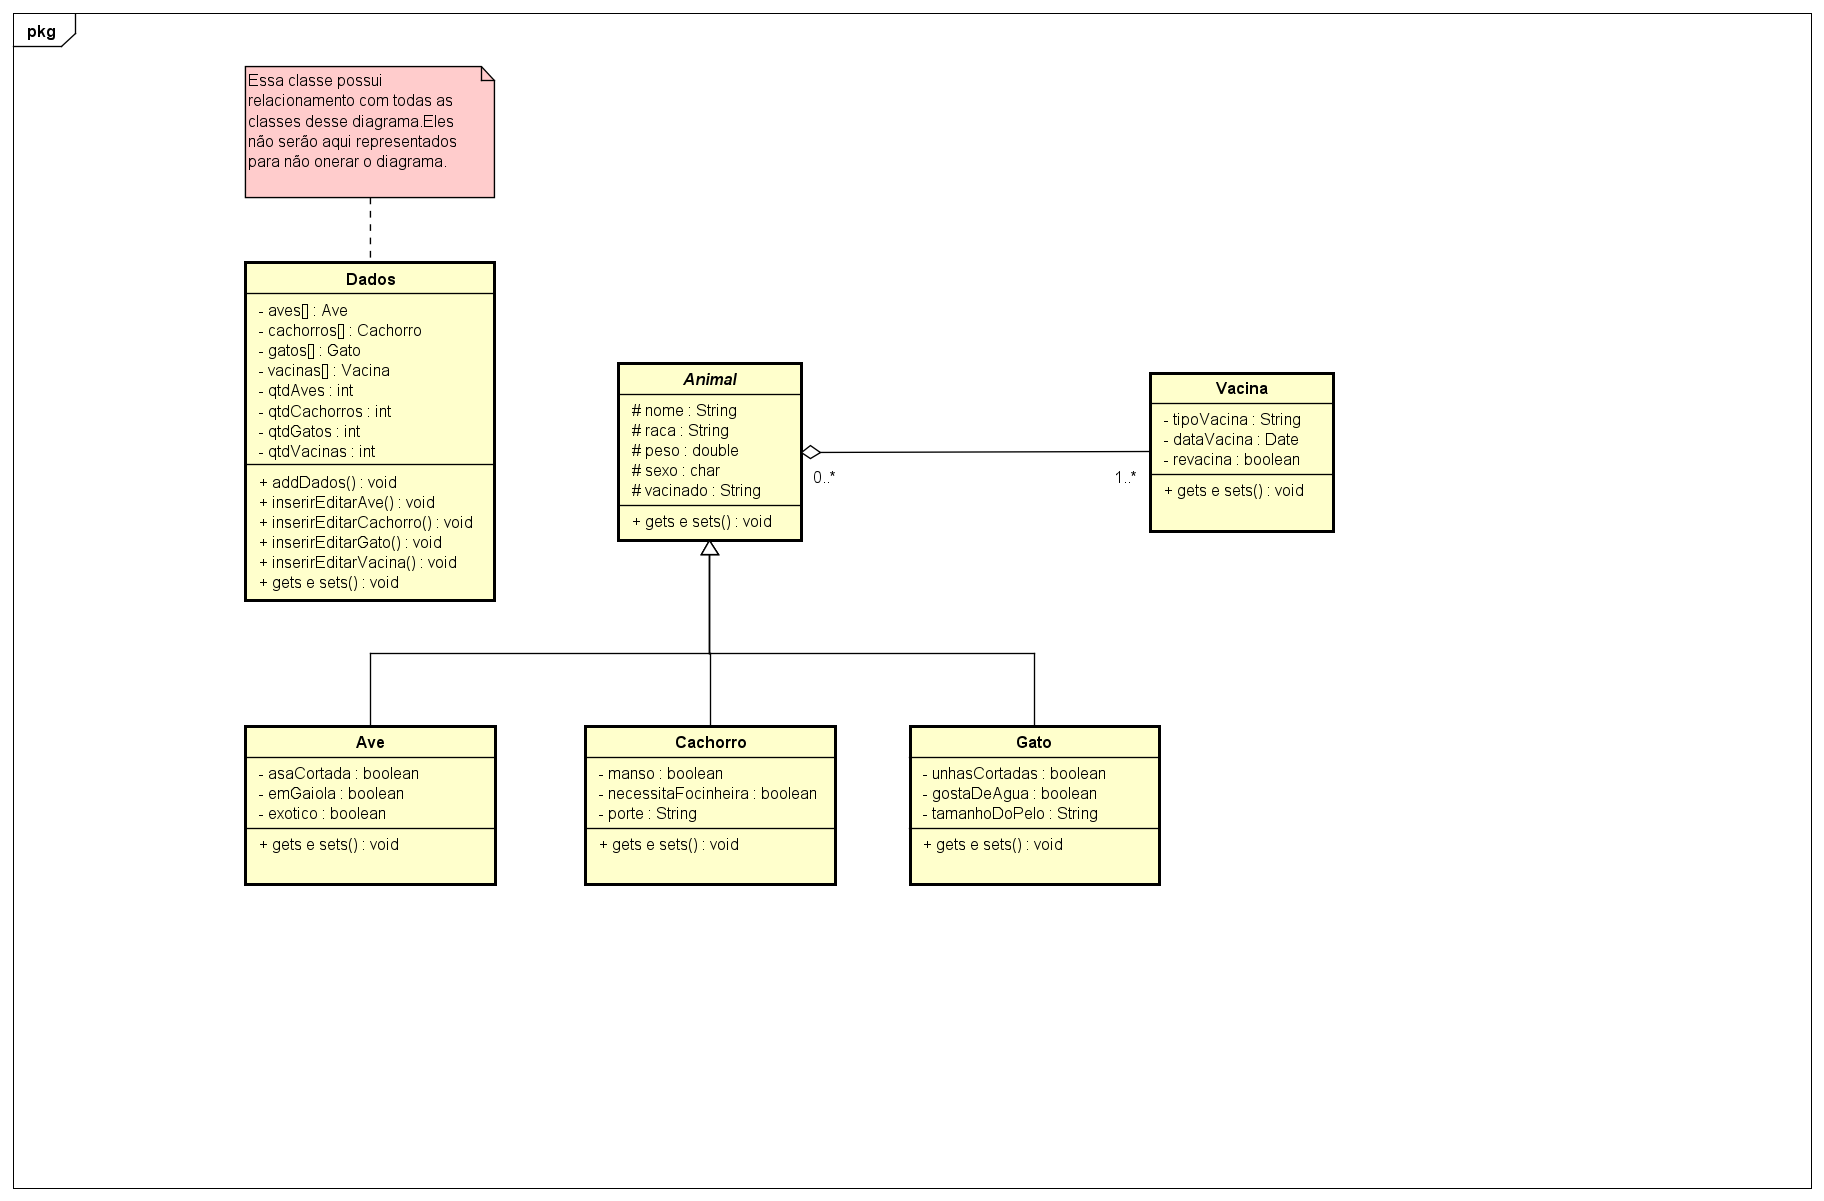 pkg
Essa classe possui
relacionamento com todas as
classes desse diagrama.Eles
não serão aqui representados
para não onerar o diagrama.
Dados
- aves[] : Ave
- cachorros[] : Cachorro
- gatos[] : Gato
- vacinas[] : Vacina
- qtdAves : int
- qtdCachorros : int
- qtdGatos : int
- qtdVacinas : int
+ addDados() : void
+ inserirEditarAve() : void
+ inserirEditarCachorro() : void
+ inserirEditarGato() : void
+ inserirEditarVacina() : void
+ gets e sets() : void
Animal
# nome : String
# raca : String
# peso : double
# sexo : char
# vacinado : String
+ gets e sets() : void
0..*
1..*
Vacina
- tipoVacina : String
- dataVacina : Date
- revacina : boolean
+ gets e sets() : void
Ave
- asaCortada : boolean
- emGaiola : boolean
- exotico : boolean
+ gets e sets() : void
Cachorro
- manso : boolean
- necessitaFocinheira : boolean
- porte : String
+ gets e sets() : void
Gato
- unhasCortadas : boolean
- gostaDeAgua : boolean
- tamanhoDoPelo : String
+ gets e sets() : void